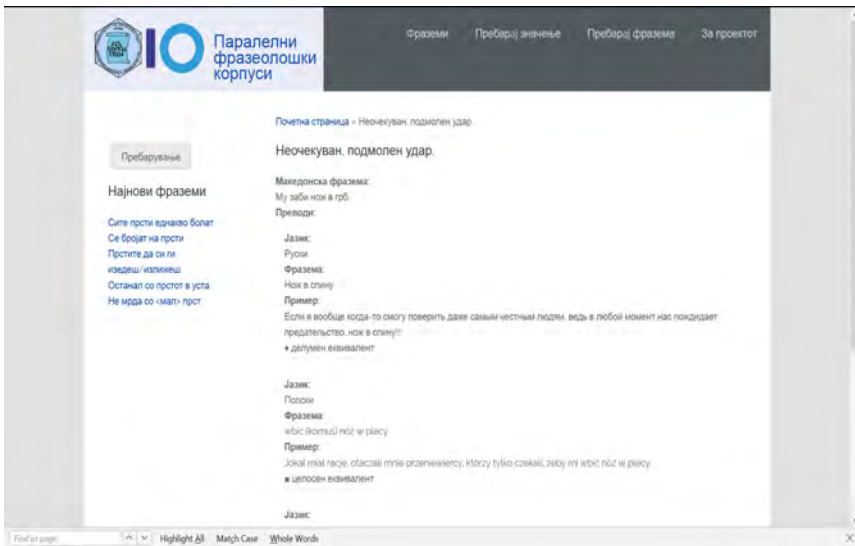 Паралелни
фразеолошки
корпуси
Фраземи Пребарај значење Пребарај фразема За проектот
Почетна страница » Неочекуван, подмолен удар.
Пребарување
Неочекуван, подмолен удар.
Македонска фразема:
Му заби нож в грб.
Преводи:
Најнови фраземи
Сите прсти еднакво болат
Се бројат на прсти
Прстите да си ги
изедеш/излижеш
Останал со прстот в уста
Не мрда со <мал> прст
Јазик:
Руски
Фразема:
Нож в спину
Пример:
Если я вообще когда-то смогу поверить даже самым честным людям, ведь в любой момент нас поджидает
предательство, нож в спину!!!
♦ делумен еквивалент
Јазик:
Полски
Фразема:
wbić (komuś) nóż w plecy
Пример:
Jokal miał rację, otaczali mnie przeniewiercy, którzy tylko czekali, żeby mi wbić nóż w plecy.
■ целосен еквивалент
Јазик:
Find in page Highlight All Match Case Whole Words